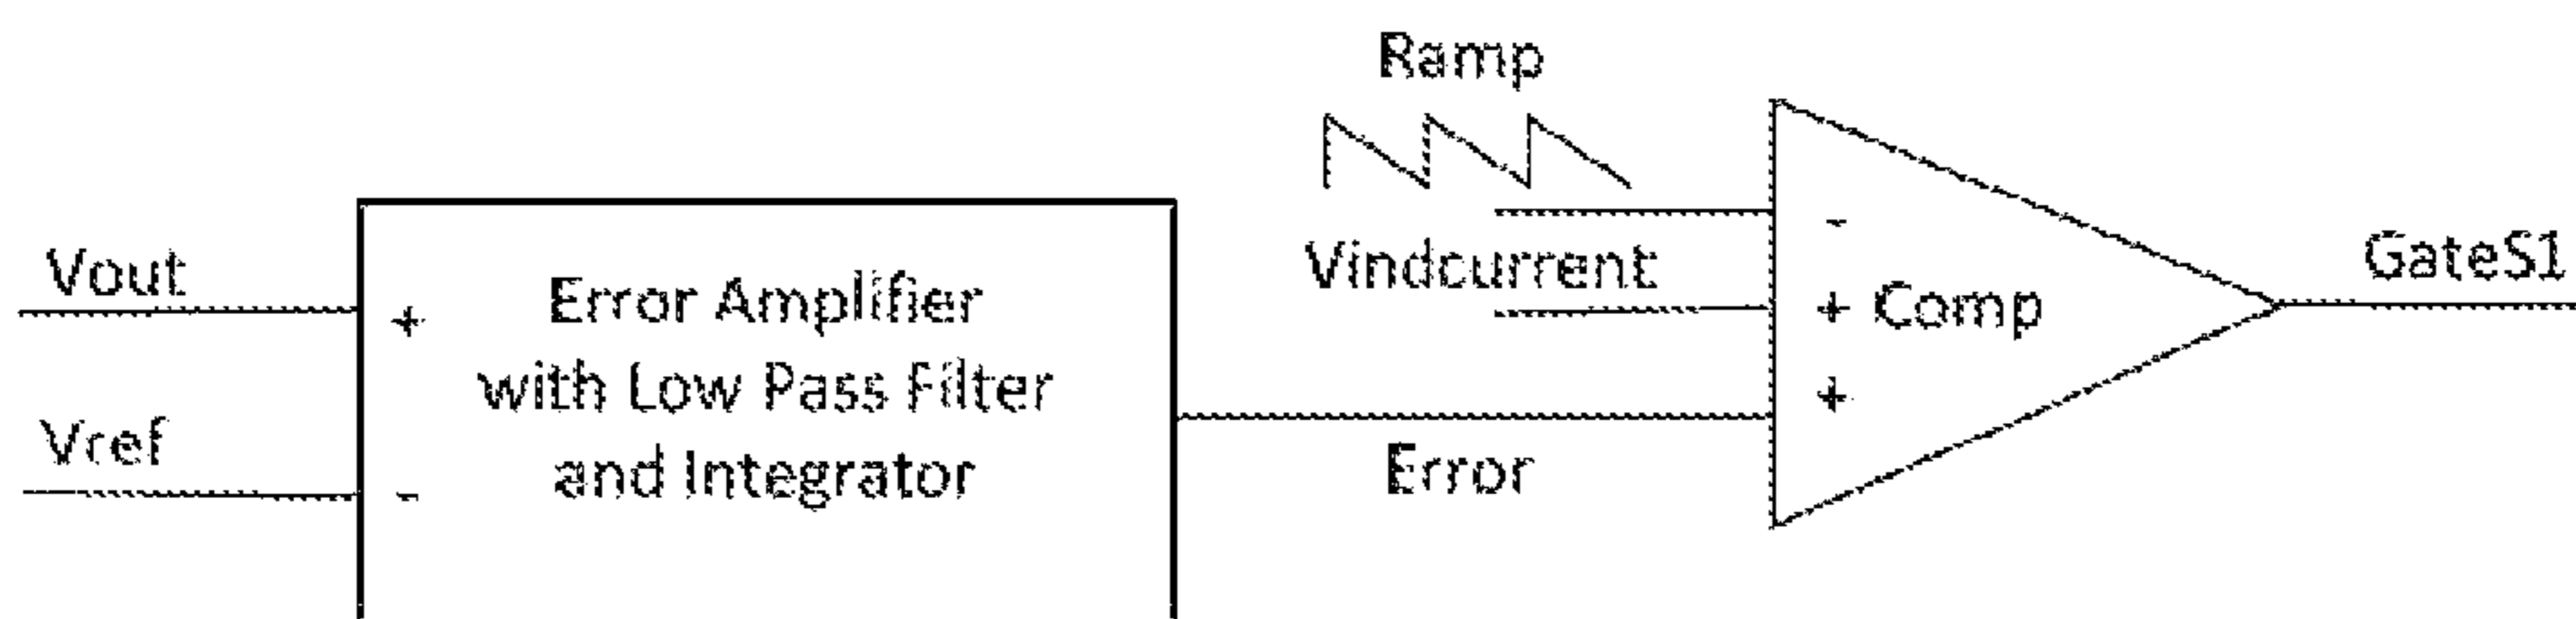 Ramp
Vout
Vref
+
-
Error Amplifier
with Low Pass Filter
and Integrator
Vindcurrent
Error
-
+ Comp
+
GateS1